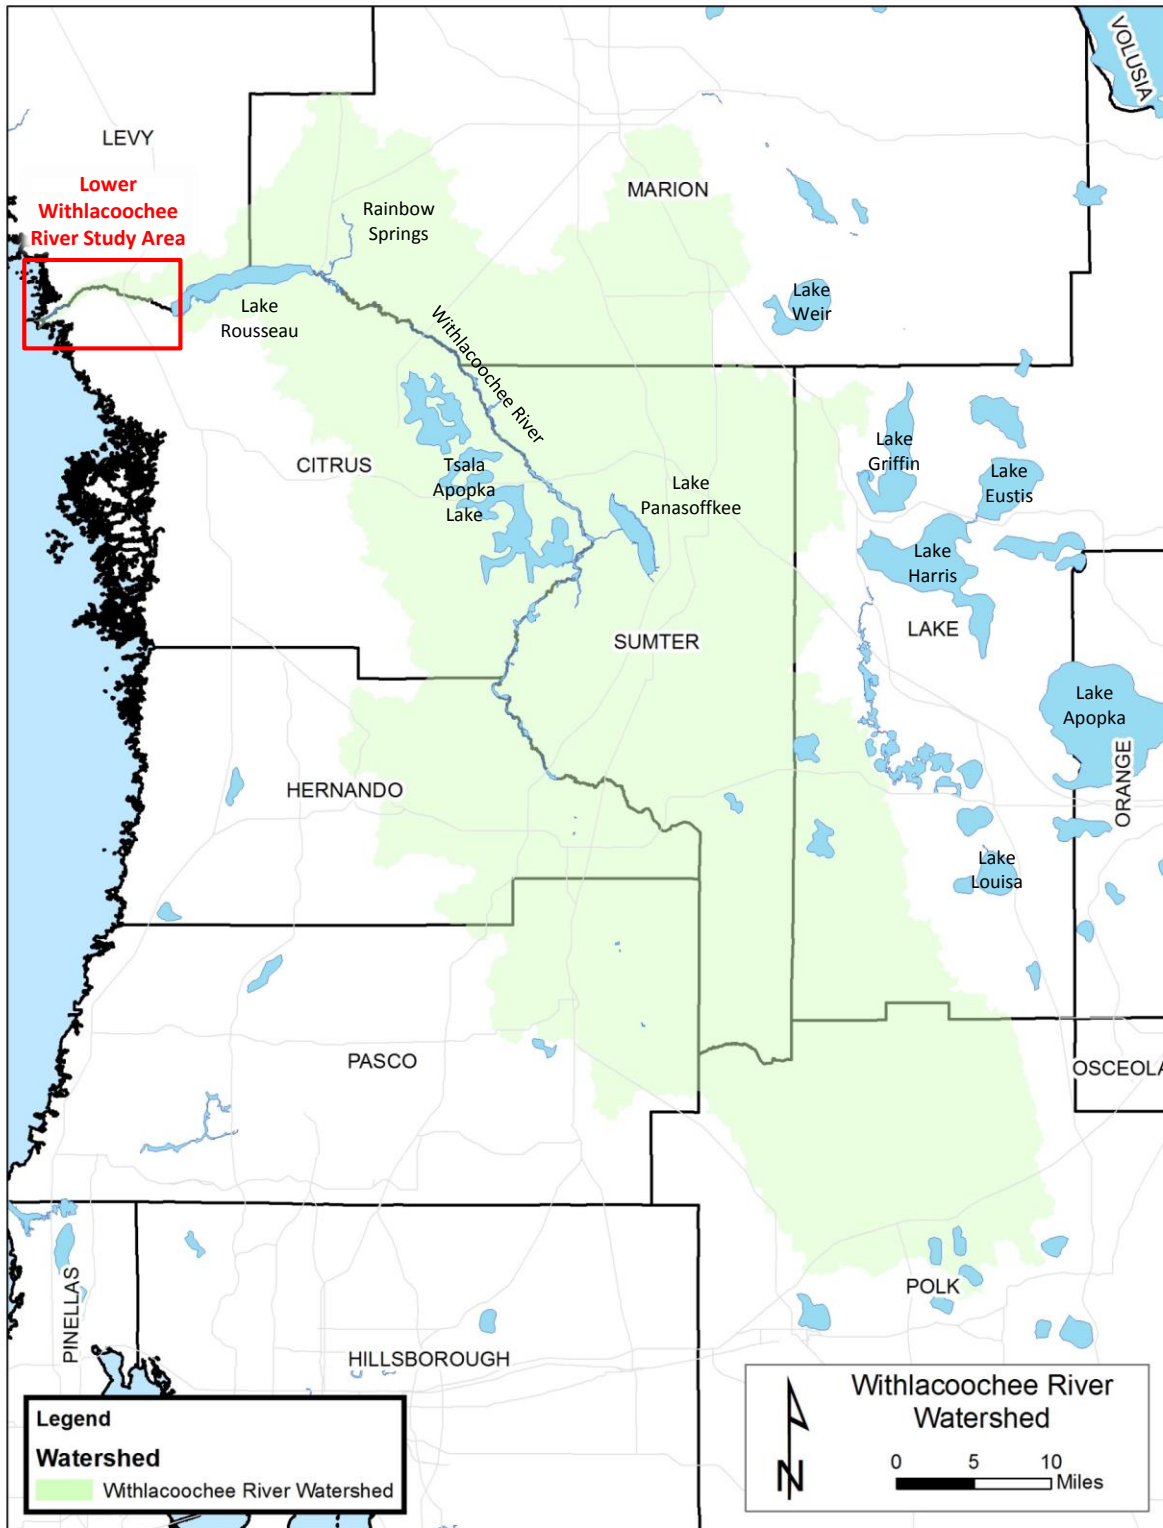 VOLUSIA
LEVY
Lower
Withlacoochee
River Study Area
MARION
Rainbow
Springs
Lake
Rousseau
Lake
Weir
Withlacoochee River
CITRUS
Tsala
Apopka
Lake
Lake
Panasoffkee
Lake
Griffin
Lake
Eustis
Lake
Harris
SUMTER
LAKE
Lake
Apopka
ORANGE
HERNANDO
Lake
Louisa
PASCO
OSCEOLA
POLK
PINELLAS
HILLSBOROUGH
Legend
Watershed
Withlacoochee River Watershed
Withlacoochee River
Watershed
N
0 5 10
Miles